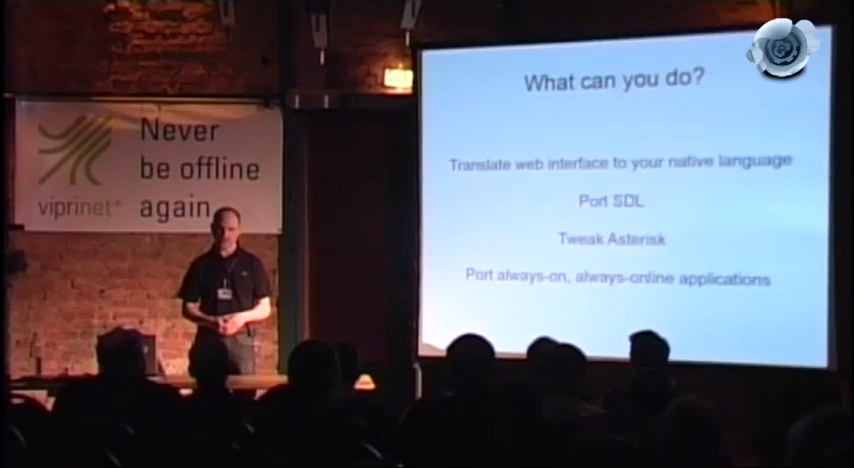 Never
be offline
again
viprinet®
What can you do?
Translate web interface to your native language
Port SDL
Tweak Asterisk
Port always-on, always-online applications